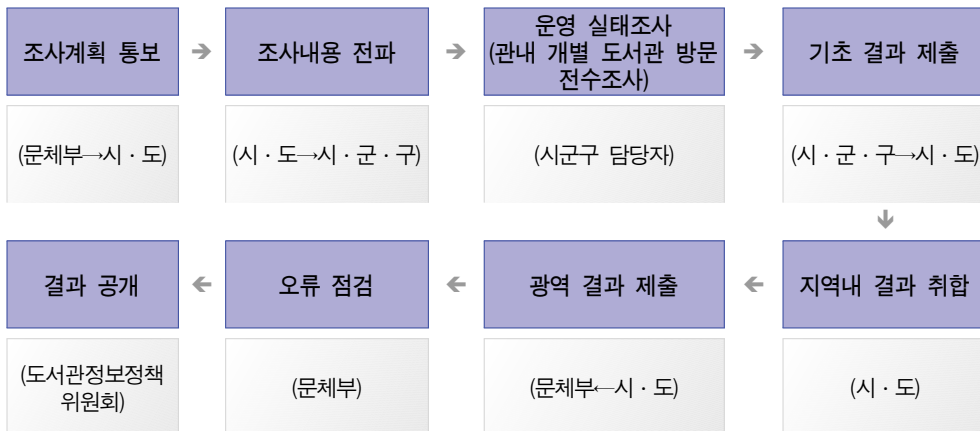 조사계획 통보
→
조사내용 전파
→
운영 실태조사
(관내 개별 도서관 방문
전수조사)
→
기초 결과 제출
(문체부→시·도)
(시·도→시·군·구)
(시군구 담당자)
(시·군·구→시·도)
↓
결과 공개
←
오류 점검
←
광역 결과 제출
←
지역내 결과 취합
(도서관정보정책
위원회)
(문체부)
(문체부←시·도)
(시·도)